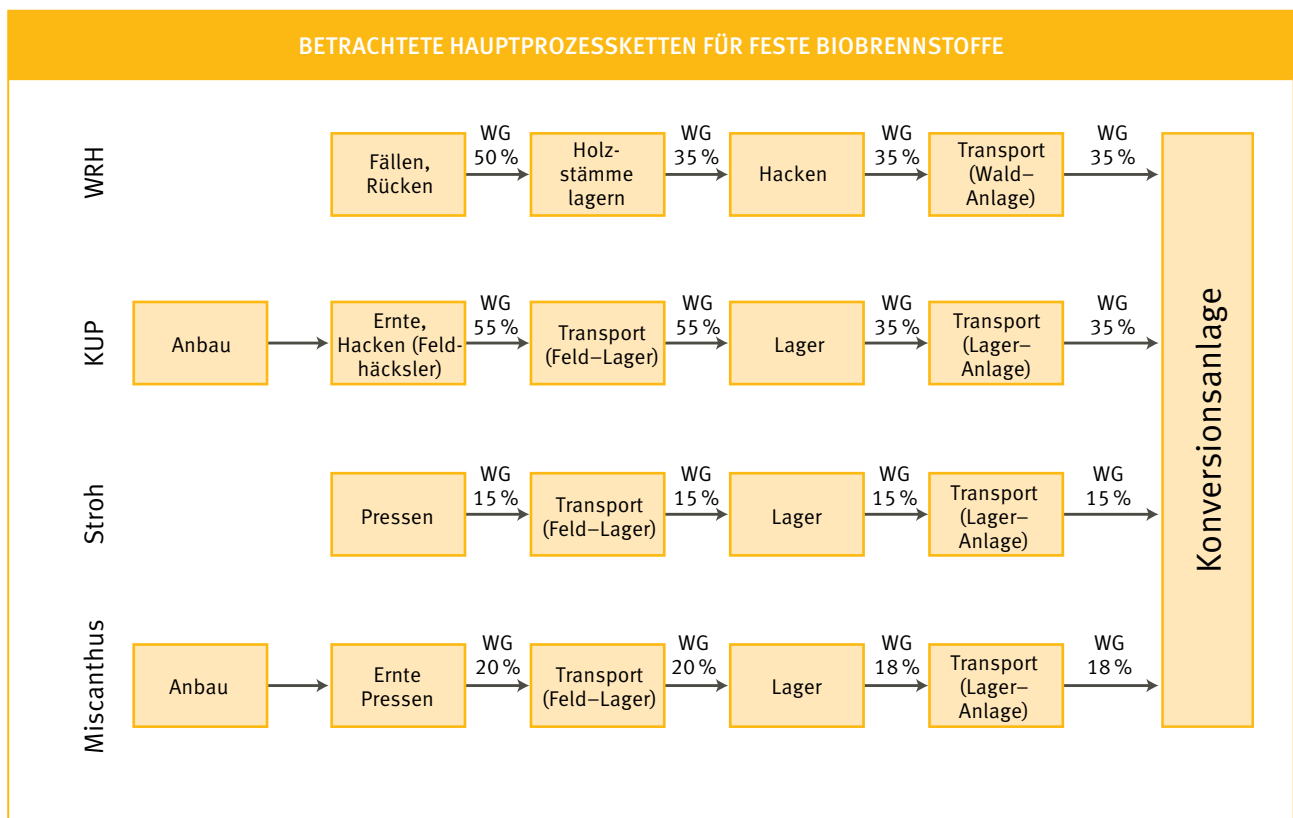 BETRACHTETE HAUPTPROZESSKETTEN FÜR FESTE BIOBRENNSTOFFE
WRH
Fällen,
Rücken
WG
50 %
Holz-
stämme
lagern
WG
35 %
Hacken
WG
35 %
Transport
(Wald–
Anlage)
WG
35 %
KUP
Anbau
Ernte,
Hacken (Feld-
häcksler)
WG
55 %
Transport
(Feld–Lager)
WG
55 %
Lager
WG
35 %
Transport
(Lager–
Anlage)
WG
35 %
Stroh
Pressen
WG
15 %
Transport
(Feld–Lager)
WG
15 %
Lager
WG
15 %
Transport
(Lager–
Anlage)
WG
15 %
Miscanthus
Anbau
Ernte
Pressen
WG
20 %
Transport
(Feld–Lager)
WG
20 %
Lager
WG
18 %
Transport
(Lager–
Anlage)
WG
18 %
Konversionsanlage